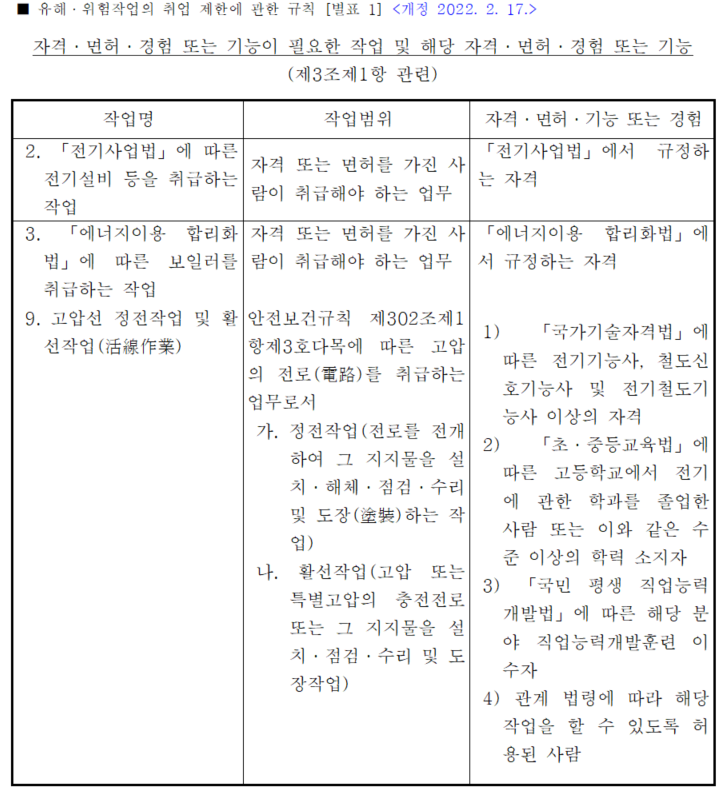 ■ 유해ㆍ위험작업의 취업 제한에 관한 규칙 [별표 1] <개정 2022. 2. 17.>
자격ㆍ면허ㆍ경험 또는 기능이 필요한 작업 및 해당 자격ㆍ면허ㆍ경험 또는 기능
(제3조제1항 관련)
작업명
작업범위
자격ㆍ면허ㆍ기능 또는 경험
2. 「전기사업법」에 따른
전기설비 등을 취급하는
작업
자격 또는 면허를 가진 사
람이 취급해야 하는 업무
「전기사업법」에서 규정하
는 자격
3. 「에너지이용 합리화
법」에 따른 보일러를
취급하는 작업
자격 또는 면허를 가진 사
람이 취급해야 하는 업무
「에너지이용 합리화법」에
서 규정하는 자격
9. 고압선 정전작업 및 활
선작업(活線作業)
안전보건규칙 제302조제1
항제3호다목에 따른 고압
의 전로(電路)를 취급하는
업무로서
가. 정전작업(전로를 전개
하여 그 지지물을 설
치ㆍ해체ㆍ점검ㆍ수리
및 도장(塗裝)하는 작
업)
나. 활선작업(고압 또는
특별고압의 충전전로
또는 그 지지물을 설
치ㆍ점검ㆍ수리 및 도
장작업)
1) 「국가기술자격법」에
따른 전기기능사, 철도신
호기능사 및 전기철도기
능사 이상의 자격
2) 「초ㆍ중등교육법」에
따른 고등학교에서 전기
에 관한 학과를 졸업한
사람 또는 이와 같은 수
준 이상의 학력 소지자
3) 「국민 평생 직업능력
개발법」에 따른 해당 분
야 직업능력개발훈련 이
수자
4) 관계 법령에 따라 해당
작업을 할 수 있도록 허
용된 사람